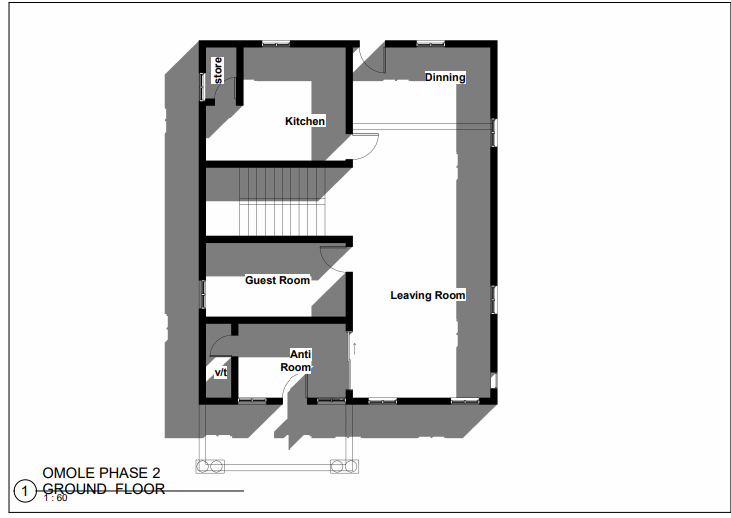 store
Dinning
Kitchen
Guest Room
Leaving Room
Anti
Room
v/t
OMOLE PHASE 2
1
GROUND FLOOR
1 : 60